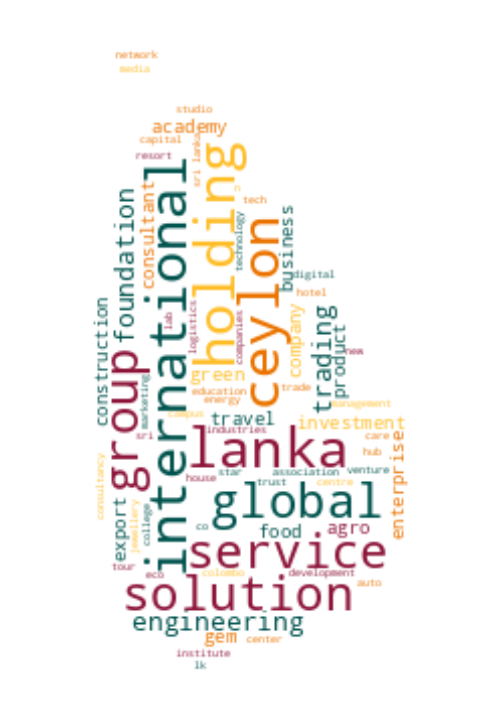 network
media
studio
academy
capital
resort
sri lanka
holding
international
consultant
foundation
tech
technology
business
ceylon
digital
hotel
construction
lab
logistics
companies
company
trading
product
new
group
green
marketing
education
energy
trade
management
campus
travel
investment
industries
sri
lanka
care
hub
enterprise
consultancy
star
association
venture
house
trust
centre
global
export
jewellery
college
co
food
agro
service
tour
eco
colombo
development
auto
solution
engineering
gem
center
institute
lk